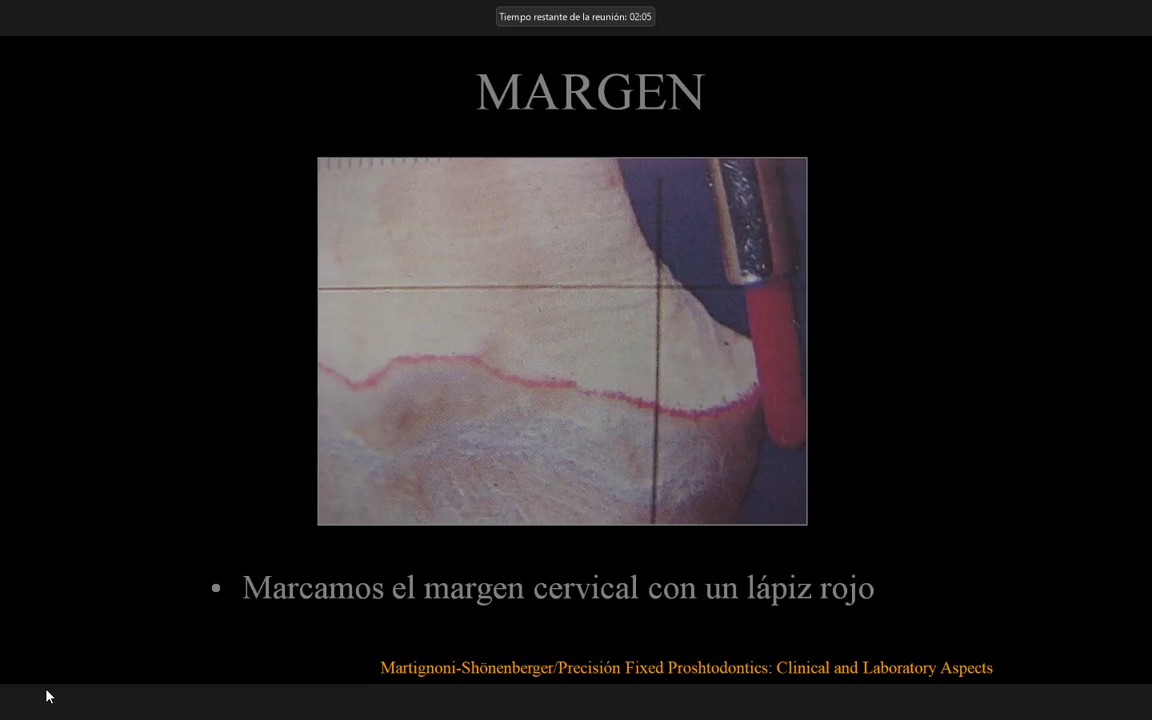 Tiempo restante de la reunión: 02:05
MARGEN
• Marcamos el margen cervical con un lápiz rojo
Martignoni-Shönenberger/Precisión Fixed Proshtodontics: Clinical and Laboratory Aspects